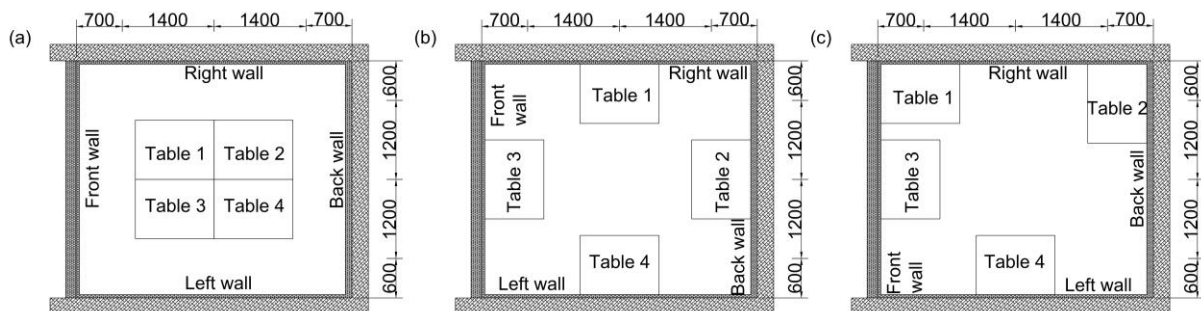 (a)
700 1400 1400 700
Right wall
Front wall
Table 1 Table 2
Table 3 Table 4
Back wall
Left wall
600
1200
1200
600
(b)
700 1400 1400 700
Right wall
Front
wall
Table 1
Table 3
Table 2
Table 4
Left wall
Back wall
600
1200
1200
600
(c)
700 1400 1400 700
Right wall
Table 1
Table 2
Table 3
Back wall
Front
wall
Table 4
Left wall
600
1200
1200
600